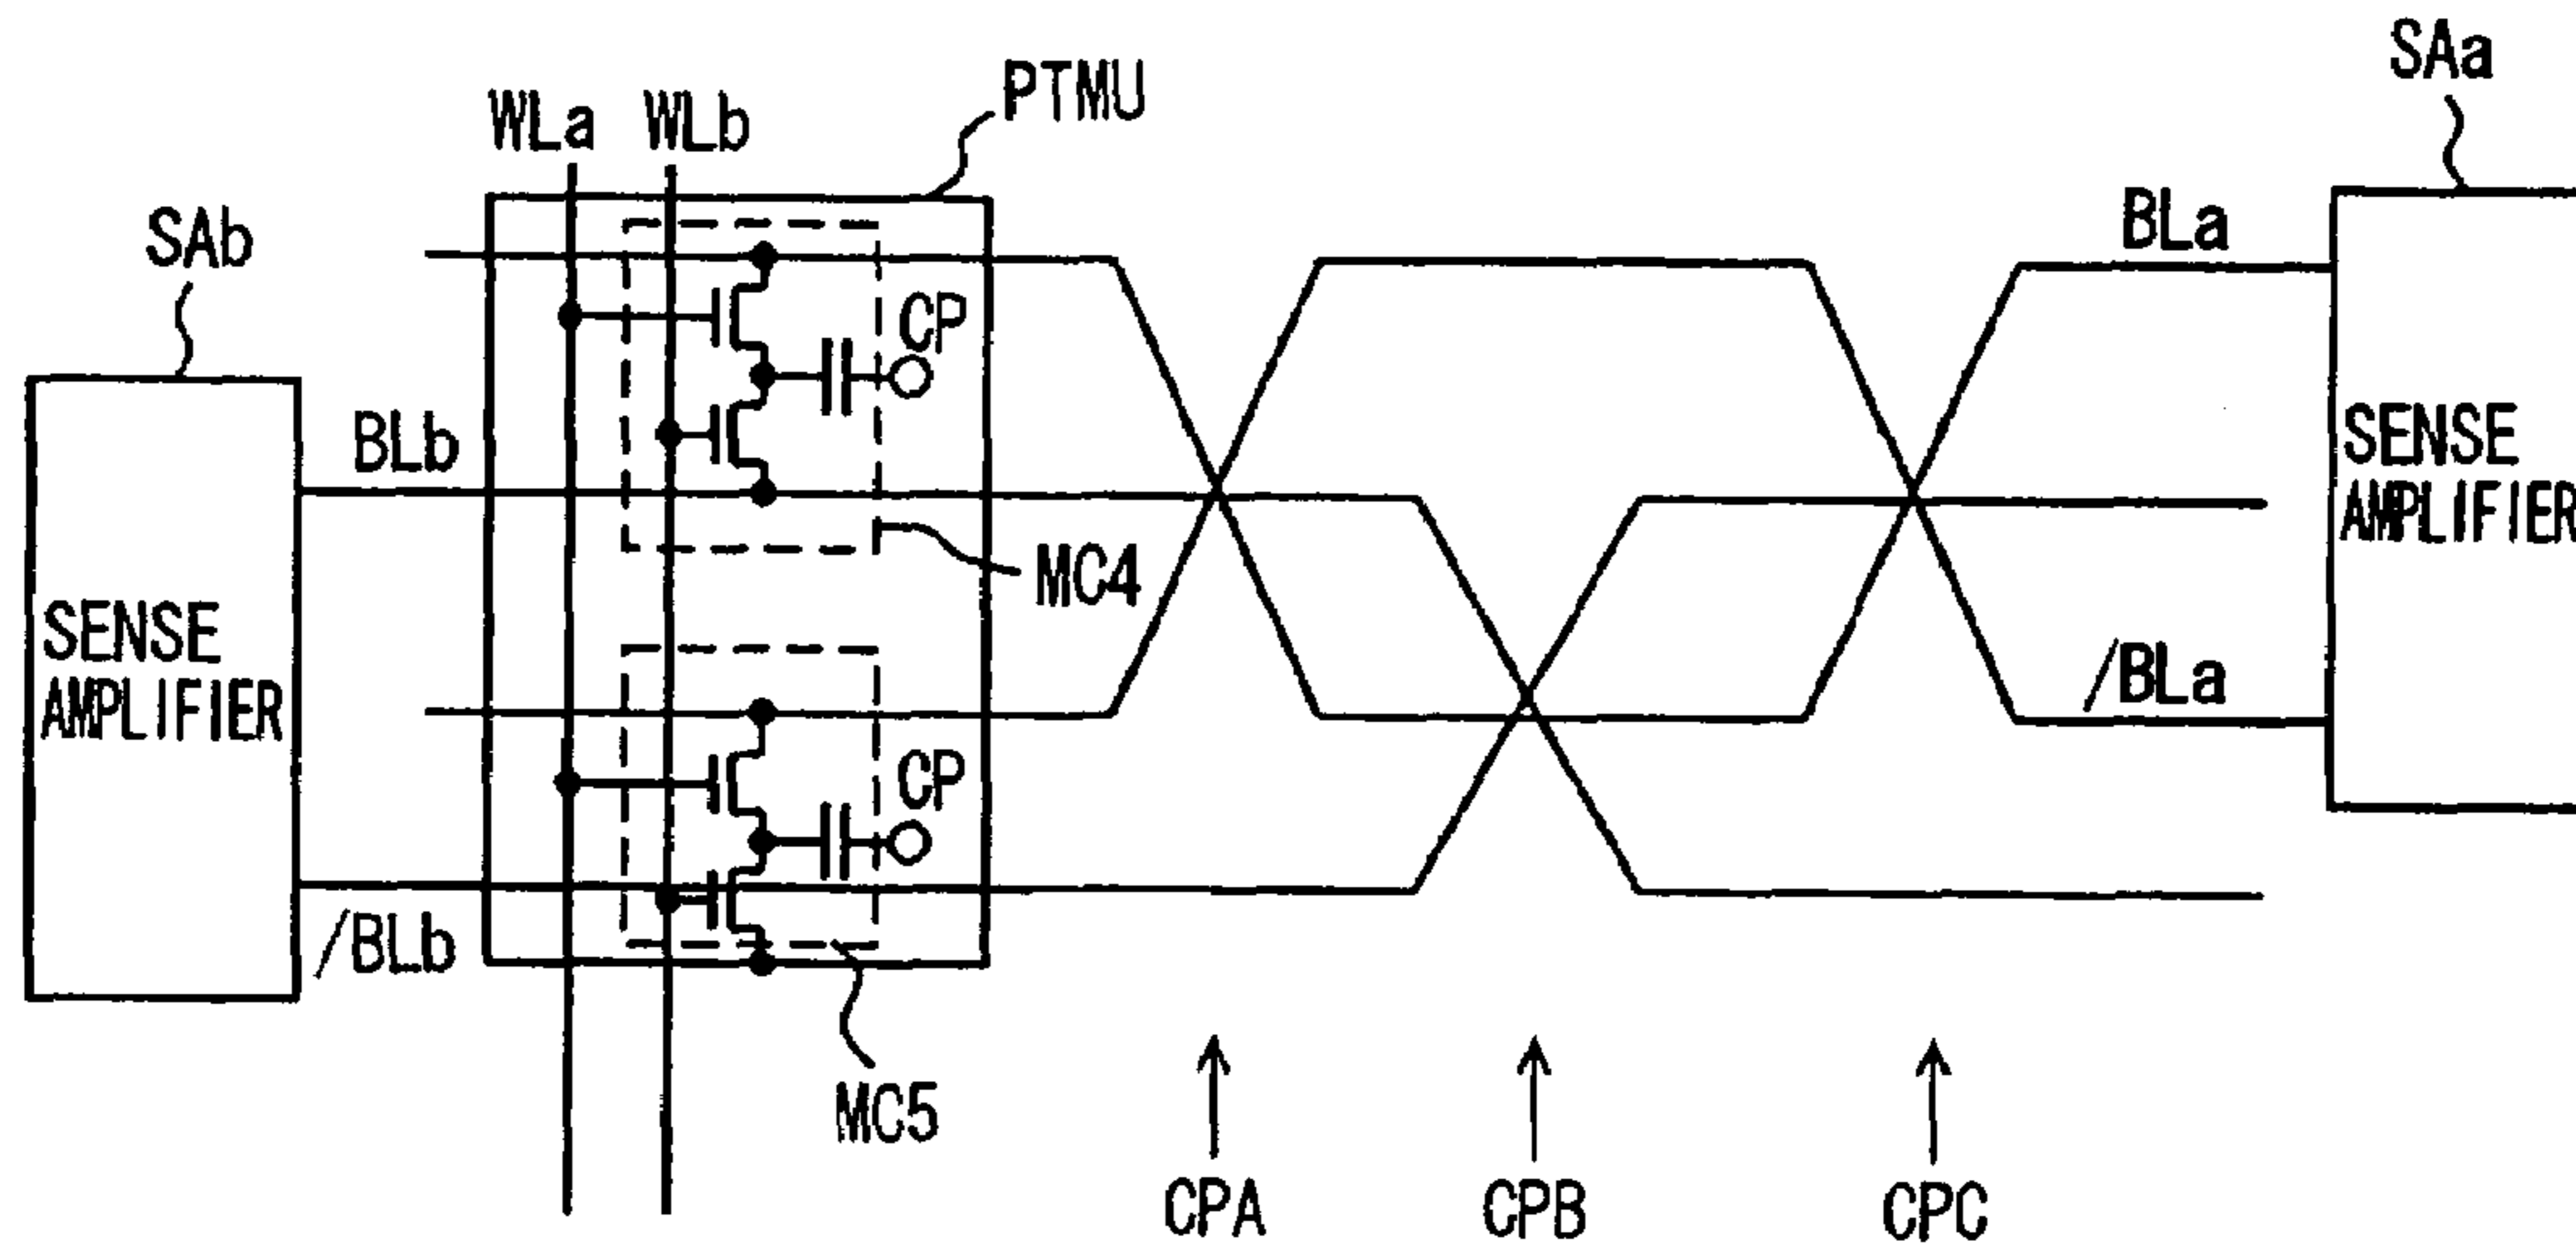 SAa
PTMU
WLa WLb
BLa
SAb
CP
BLb
SENSE
AMPLIFIER
MC4
SENSE
AMPLIFIER
/BLa
CP
/BLb
MC5
CPA CPB CPC